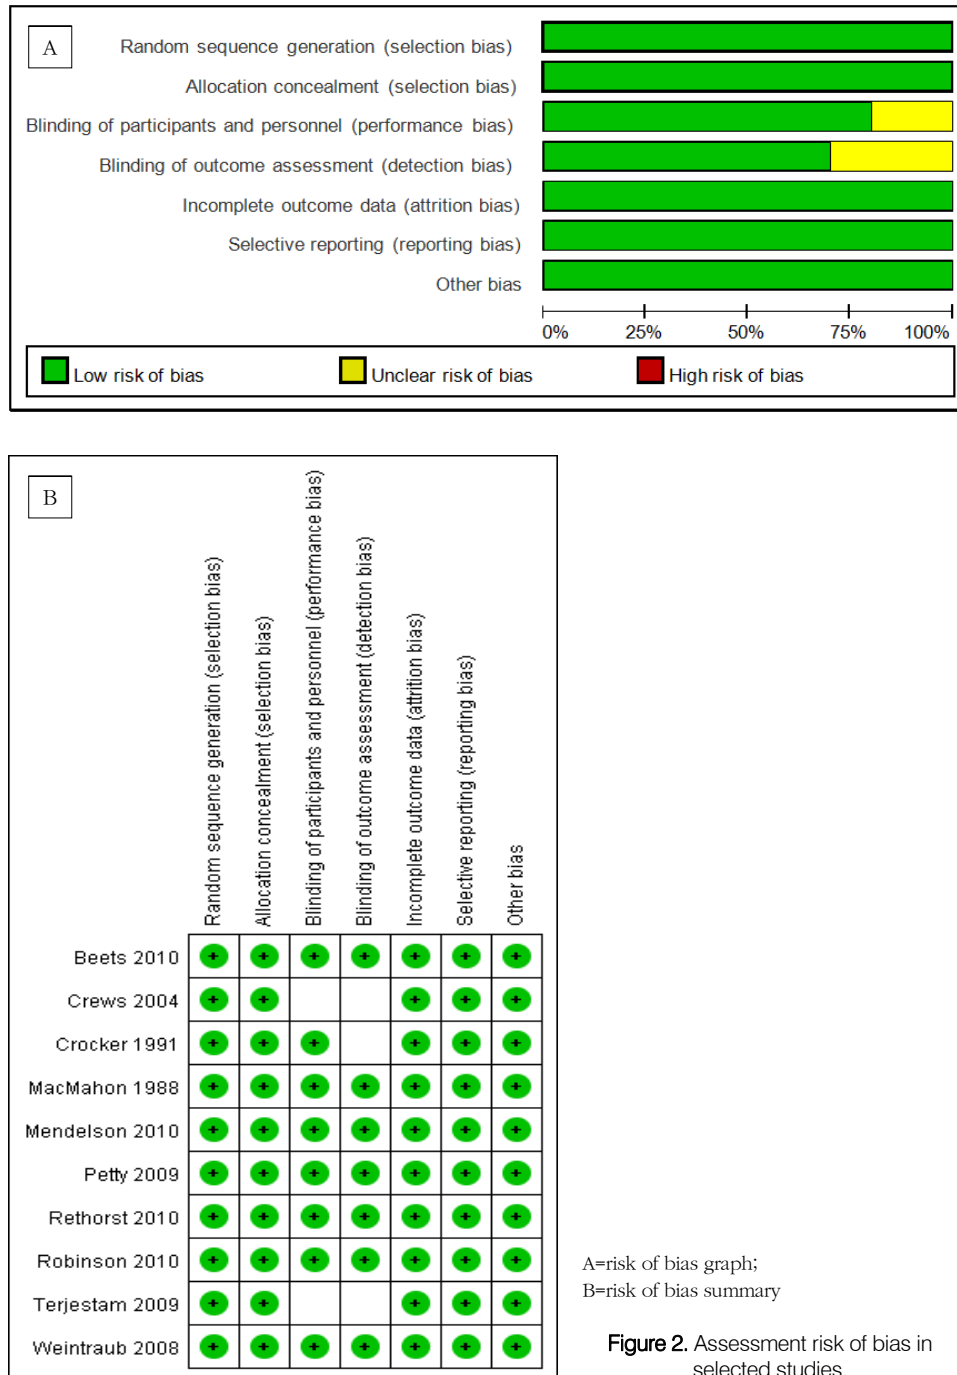 A
Random sequence generation (selection bias)
Allocation concealment (selection bias)
Blinding of participants and personnel (performance bias)
Blinding of outcome assessment (detection bias)
Incomplete outcome data (attrition bias)
Selective reporting (reporting bias)
Other bias
0% 25% 50% 75% 100%
Low risk of bias Unclear risk of bias High risk of bias
B
Random sequence generation (selection bias)
Allocation concealment (selection bias)
Blinding of participants and personnel (performance bias)
Blinding of outcome assessment (detection bias)
Incomplete outcome data (attrition bias)
Selective reporting (reporting bias)
Other bias
Beets 2010 + + + + + + +
Crews 2004 + + + + +
Crocker 1991 + + + + + +
MacMahon 1988 + + + + + + +
Mendelson 2010 + + + + + + +
Petty 2009 + + + + + + +
Rethorst 2010 + + + + + + +
Robinson 2010 + + + + + + +
Terjestam 2009 + + + + +
Weintraub 2008 + + + + + + +
A=risk of bias graph;
B=risk of bias summary
Figure 2. Assessment risk of bias in
selected studies.